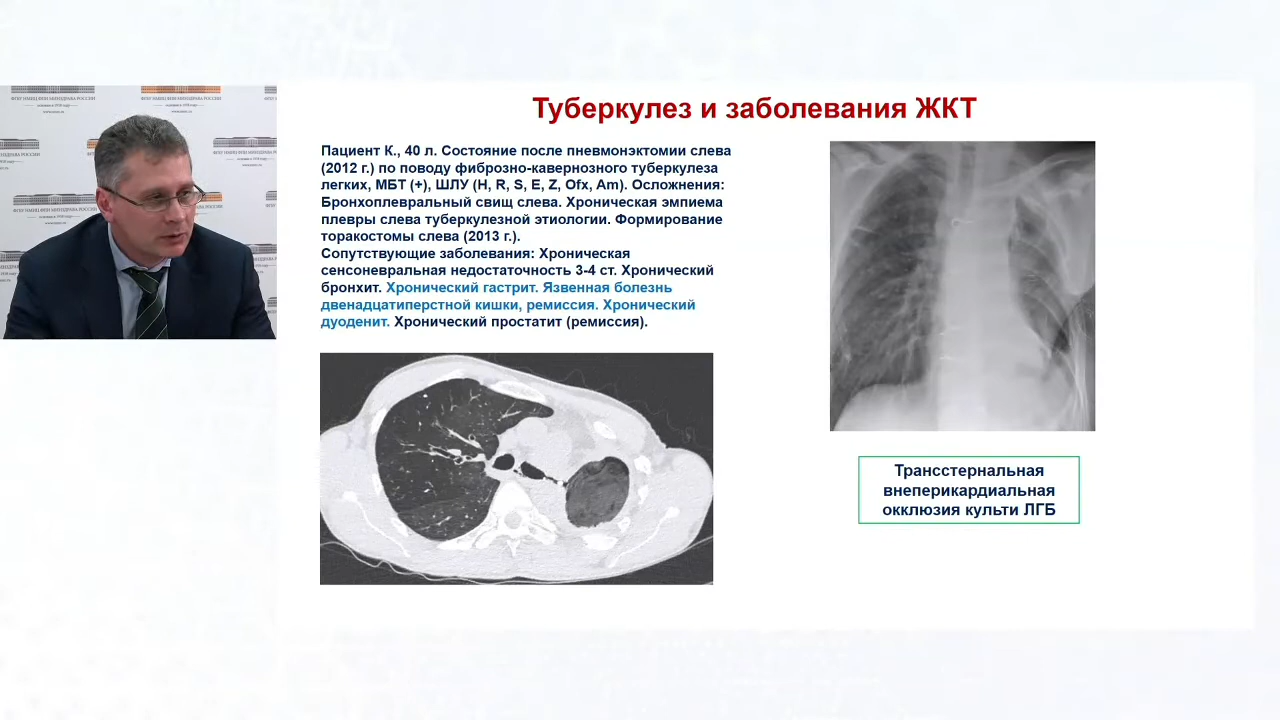 Туберкулез и заболевания ЖКТ
Пациент К., 40 л. Состояние после пневмонэктомии слева
(2012 г.) по поводу фиброзно-кавернозного туберкулеза
легких, МБТ (+), ШЛУ (H, R, S, E, Z, Ofx, Am). Осложнения:
Бронхоплевральный свищ слева. Хроническая эмпиема
плевры слева туберкулезной этиологии. Формирование
торакостомы слева (2013 г.).
Сопутствующие заболевания: Хроническая
сенсоневральная недостаточность 3-4 ст. Хронический
бронхит. Хронический гастрит. Язвенная болезнь
двенадцатиперстной кишки, ремиссия. Хронический
дуоденит. Хронический простатит (ремиссия).
Трансстернальная
внеперикардиальная
окклюзия культи ЛГБ